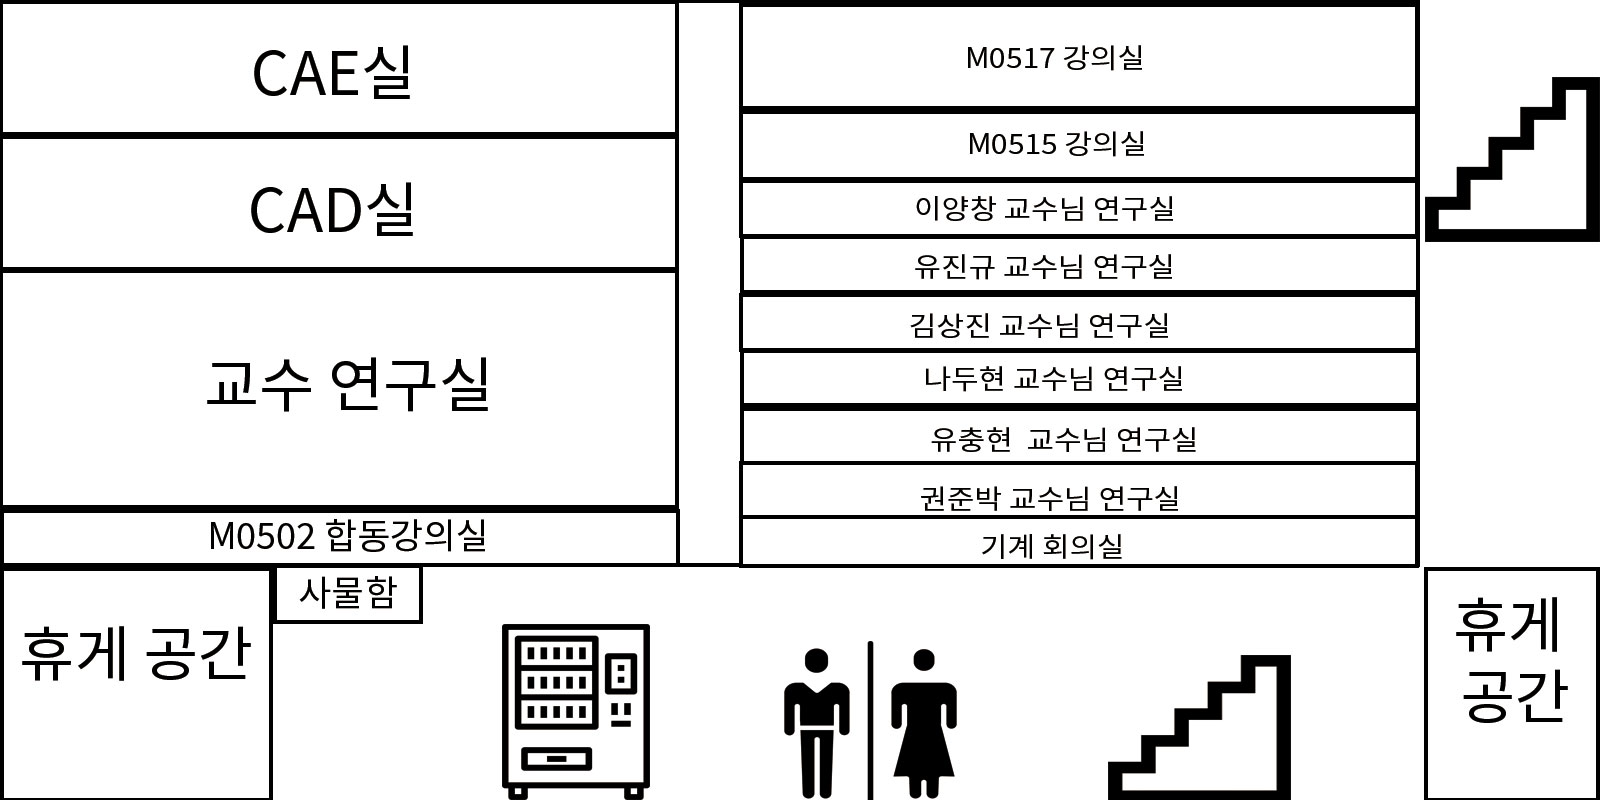 CAE실
CAD실
교수 연구실
M0502 합동강의실
M0517 강의실
M0515 강의실
이양창 교수님 연구실
유진규 교수님 연구실
김상진 교수님 연구실
나두현 교수님 연구실
유충현 교수님 연구실
권준박 교수님 연구실
기계 회의실
사물함
휴게 공간
휴게
공간